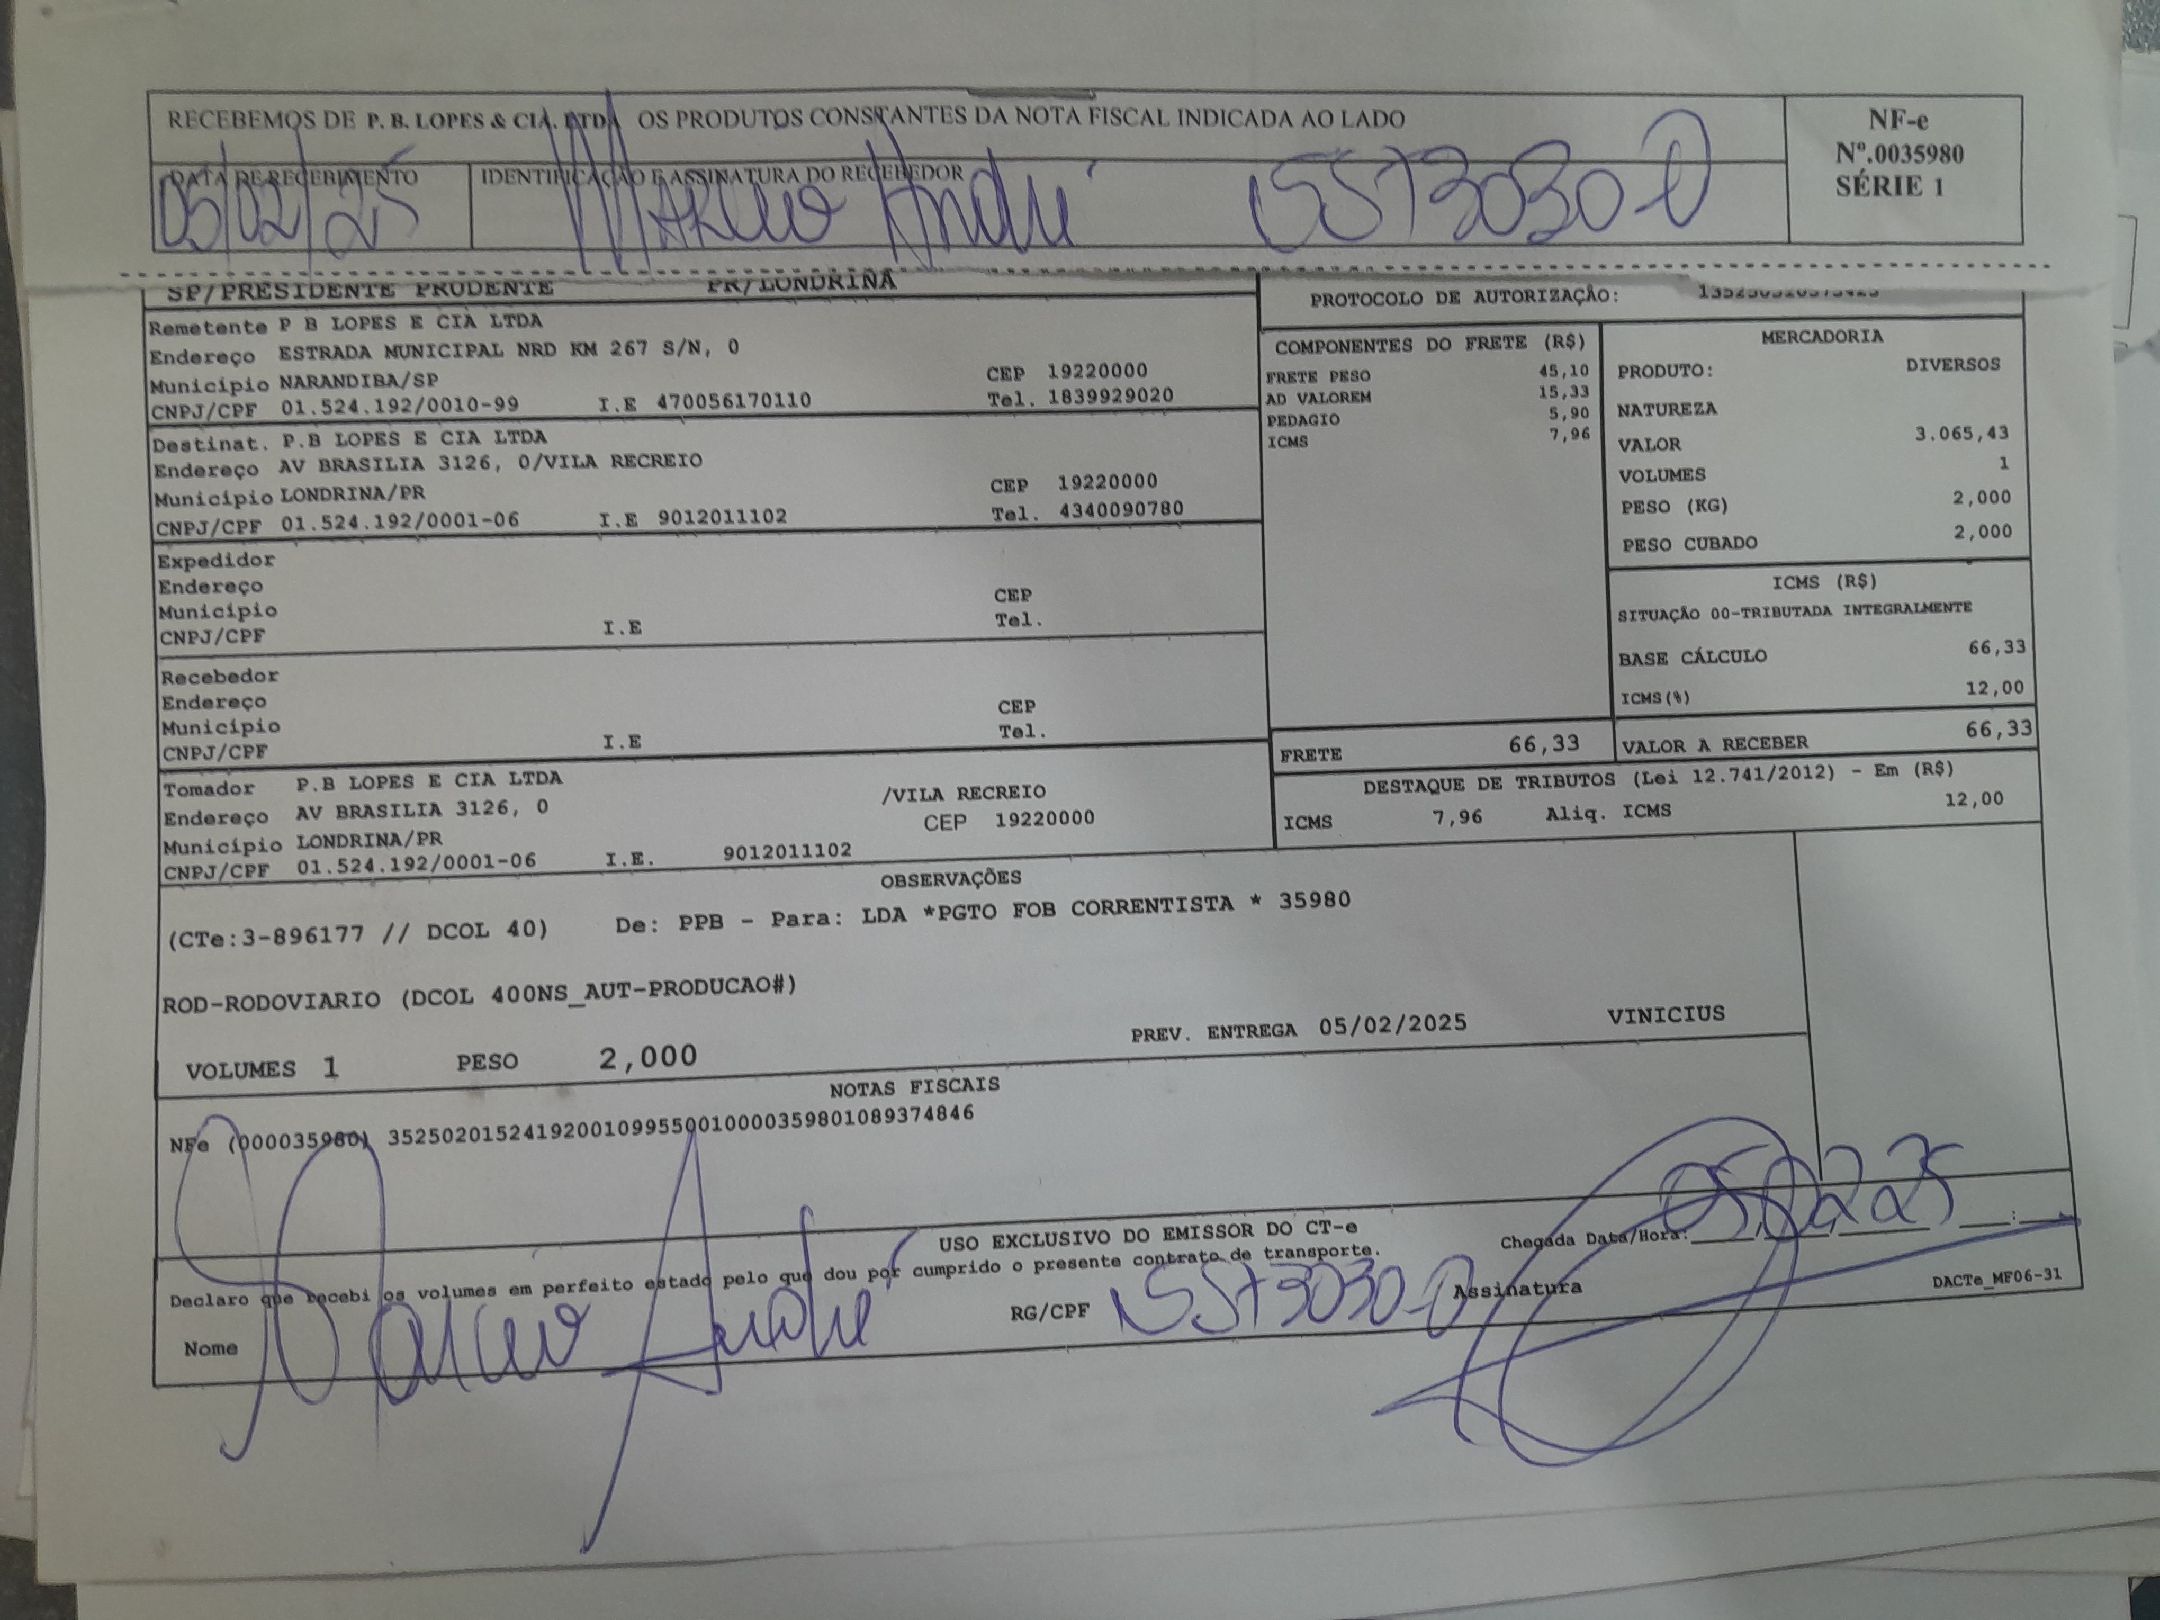 RECEBEMOS DE P. B. LOPES & CIA. LTDA OS PRODUTOS CONSTANTES DA NOTA FISCAL INDICADA AO LADO
NF-e
Nº.0035980
SÉRIE 1
DATA DE RECEBIMENTO
05/02/25
IDENTIFICAÇÃO E ASSINATURA DO RECEBEDOR
Marcio André
SP/PRESIDENTE PRUDENTE PR/LONDRINA
PROTOCOLO DE AUTORIZAÇÃO:
Remetente P B LOPES E CIA LTDA
Endereço ESTRADA MUNICIPAL NRD KM 267 S/N, 0
Município NARANDIBA/SP CEP 19220000
CNPJ/CPF 01.524.192/0010-99 I.E 470056170110 Tel. 1839929020
Destinat. P.B LOPES E CIA LTDA
Endereço AV BRASILIA 3126, 0/VILA RECREIO
Município LONDRINA/PR CEP 19220000
CNPJ/CPF 01.524.192/0001-06 I.E 9012011102 Tel. 4340090780
Expedidor
Endereço
Município CEP
CNPJ/CPF I.E Tel.
Recebedor
Endereço
Município CEP
CNPJ/CPF I.E Tel.
Tomador P.B LOPES E CIA LTDA
Endereço AV BRASILIA 3126, 0 /VILA RECREIO
Município LONDRINA/PR CEP 19220000
CNPJ/CPF 01.524.192/0001-06 I.E. 9012011102
COMPONENTES DO FRETE (R$)
FRETE PESO 45,10
AD VALOREM 15,33
PEDAGIO 5,90
ICMS 7,96
FRETE 66,33
MERCADORIA
PRODUTO: DIVERSOS
NATUREZA
VALOR 3.065,43
VOLUMES 1
PESO (KG) 2,000
PESO CUBADO 2,000
ICMS (R$)
SITUAÇÃO 00-TRIBUTADA INTEGRALMENTE
BASE CÁLCULO 66,33
ICMS(%) 12,00
VALOR A RECEBER 66,33
DESTAQUE DE TRIBUTOS (Lei 12.741/2012) - Em (R$)
ICMS 7,96 Aliq. ICMS 12,00
OBSERVAÇÕES
(CTe:3-896177 // DCOL 40) De: PPB - Para: LDA *PGTO FOB CORRENTISTA * 35980
ROD-RODOVIARIO (DCOL 400NS_AUT-PRODUCAO#)
VOLUMES 1 PESO 2,000 PREV. ENTREGA 05/02/2025 VINICIUS
NOTAS FISCAIS
NFe (000035980) 35250201524192001099550010000359801089374846
USO EXCLUSIVO DO EMISSOR DO CT-e
Chegada Data/Hora: 05 02 25
Declaro que recebi os volumes em perfeito estado pelo que dou por cumprido o presente contrato de transporte.
Nome Marcio André RG/CPF Assinatura
DACTe_MF06-31